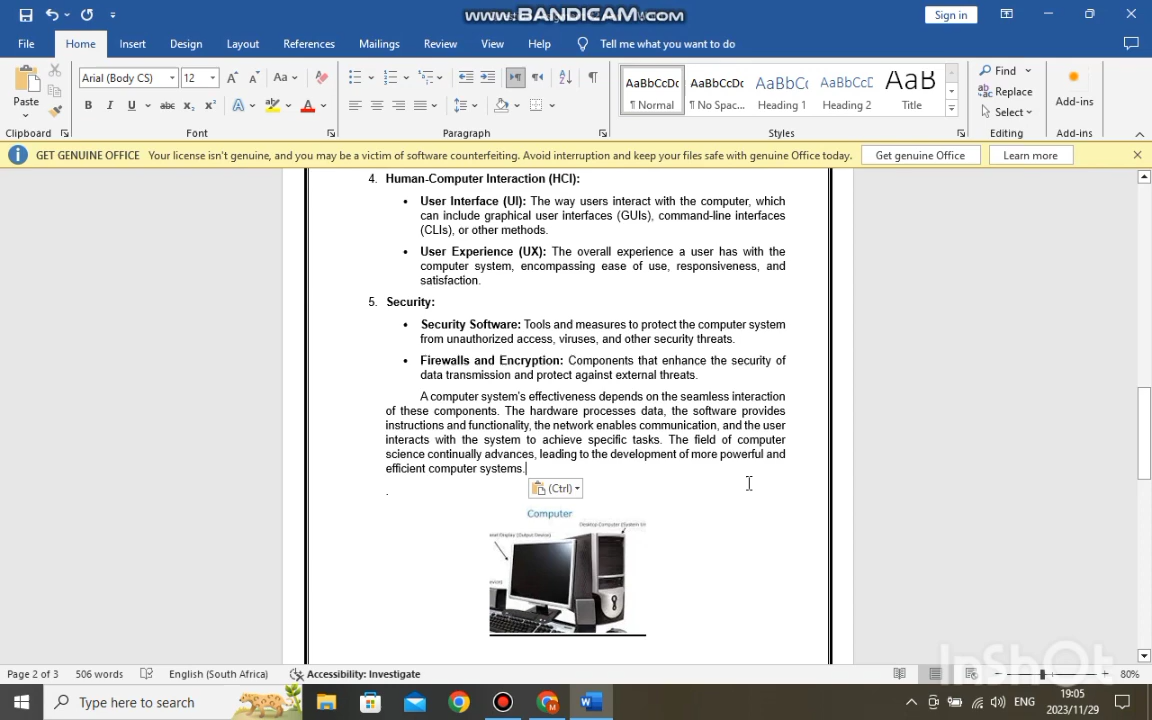 WWW.BANDICAM.COM
Sign in
File Home Insert Design Layout References Mailings Review View Help Tell me what you want to do
Paste
Arial (Body CS) 12 Aa
B I U abc x₂ x² A A
AaBbCcDc AaBbCcDc AaBbCc AaBbCcD AaB
¶ Normal ¶ No Spac... Heading 1 Heading 2 Title
Find
Replace
Select
Add-ins
Clipboard Font Paragraph Styles Editing Add-ins
GET GENUINE OFFICE Your license isn't genuine, and you may be a victim of software counterfeiting. Avoid interruption and keep your files safe with genuine Office today. Get genuine Office Learn more
4. Human-Computer Interaction (HCI):
• User Interface (UI): The way users interact with the computer, which
can include graphical user interfaces (GUIs), command-line interfaces
(CLIs), or other methods.
• User Experience (UX): The overall experience a user has with the
computer system, encompassing ease of use, responsiveness, and
satisfaction.
5. Security:
• Security Software: Tools and measures to protect the computer system
from unauthorized access, viruses, and other security threats.
• Firewalls and Encryption: Components that enhance the security of
data transmission and protect against external threats.
A computer system's effectiveness depends on the seamless interaction
of these components. The hardware processes data, the software provides
instructions and functionality, the network enables communication, and the user
interacts with the system to achieve specific tasks. The field of computer
science continually advances, leading to the development of more powerful and
efficient computer systems.
.
(Ctrl)
Computer
Desktop Computer (System
Display (Output Device)
InShOt
Page 2 of 3 506 words English (South Africa) Accessibility: Investigate 80%
Type here to search
M
ENG
19:05
2023/11/29